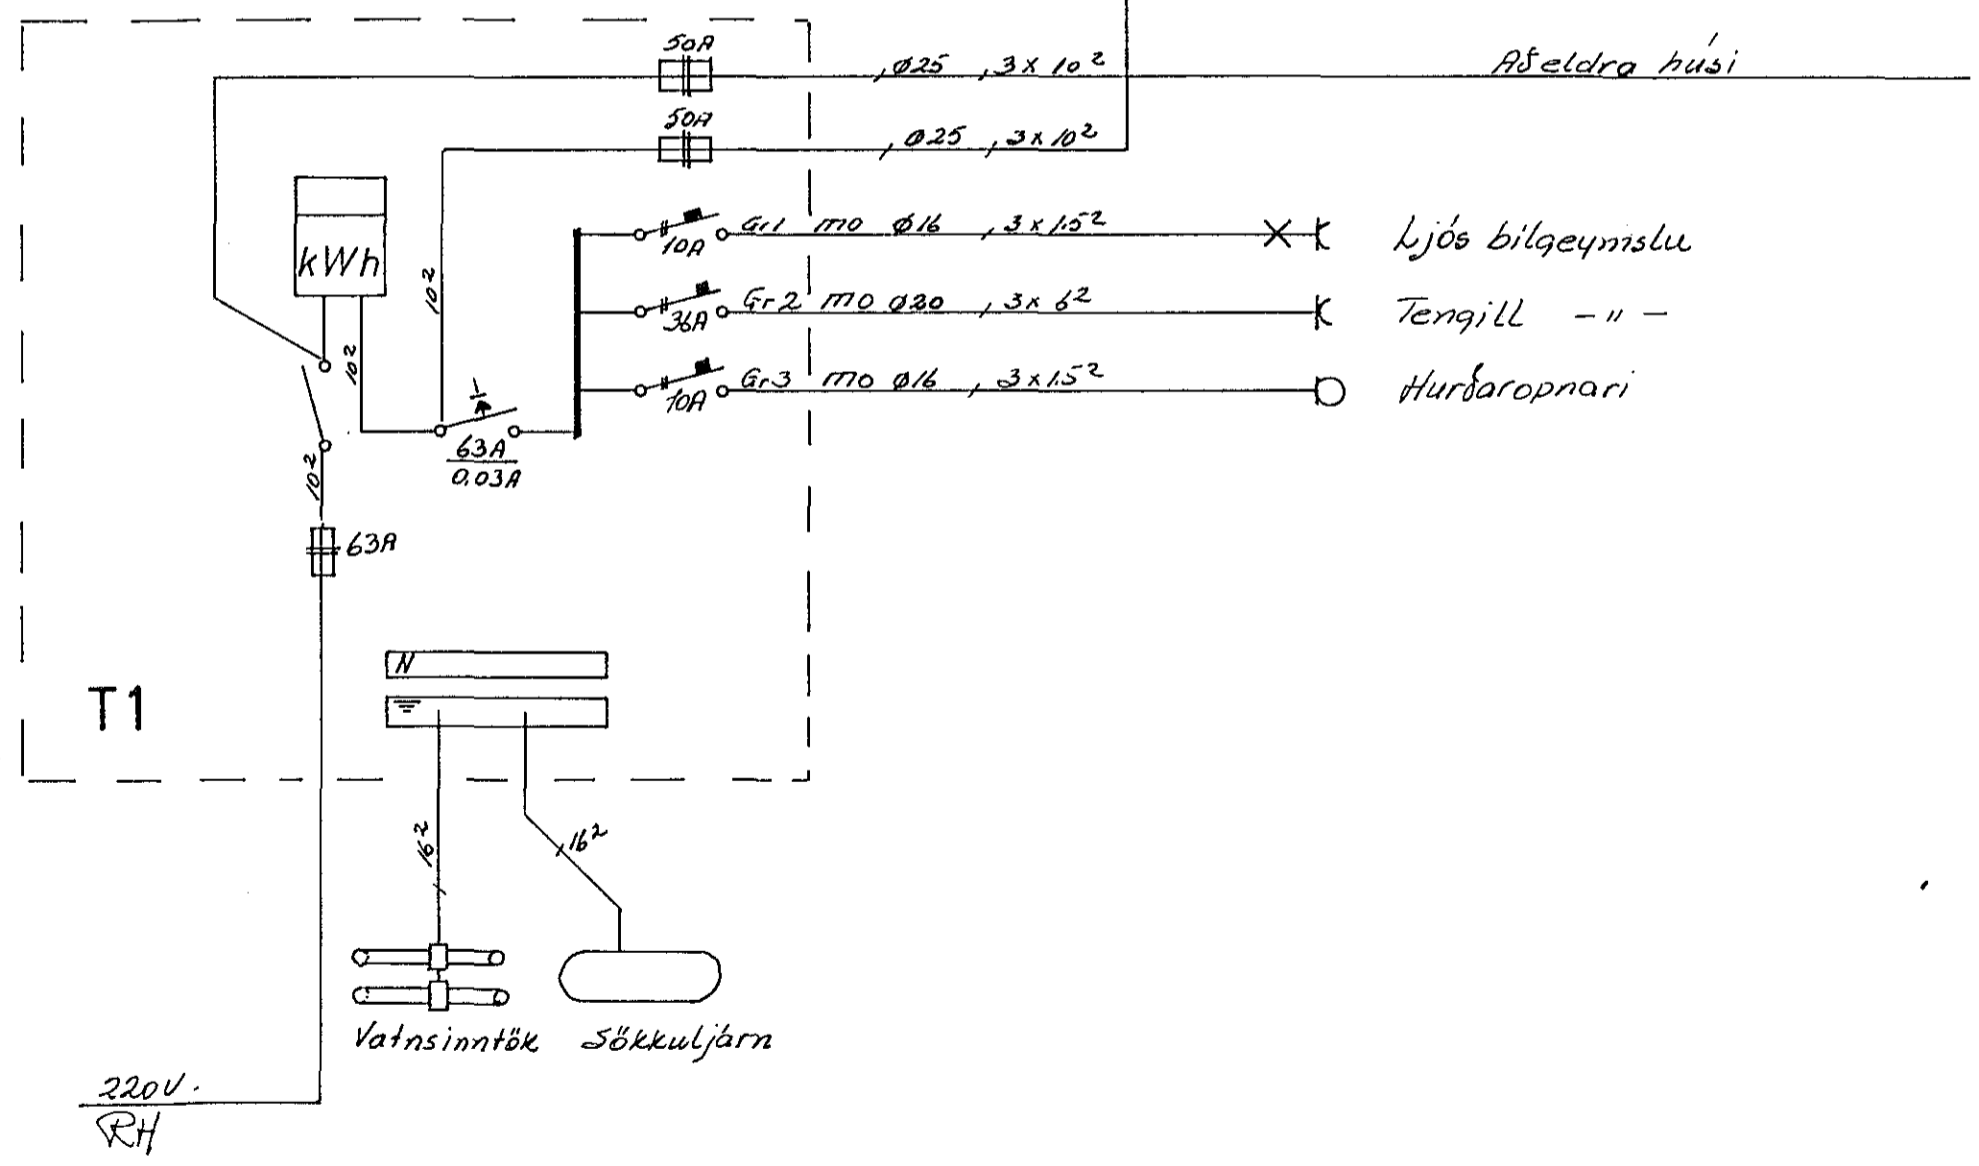 50A
,ø25 ,3x10² Að eldra húsi
50A
,ø25 ,3x10²
kWh
10²
10²
10²
Gr1 mo ø16 ,3x1.5² Ljós bílgeymslu
10A
Gr2 mo ø20 ,3x6² Tengill -"-
36A
Gr3 mo ø16 ,3x1.5² Hurðaropnari
10A
63A
0.03A
63A
N
T1
16²
16²
Vatnsinntök Sökkuljárn
220V.
RH